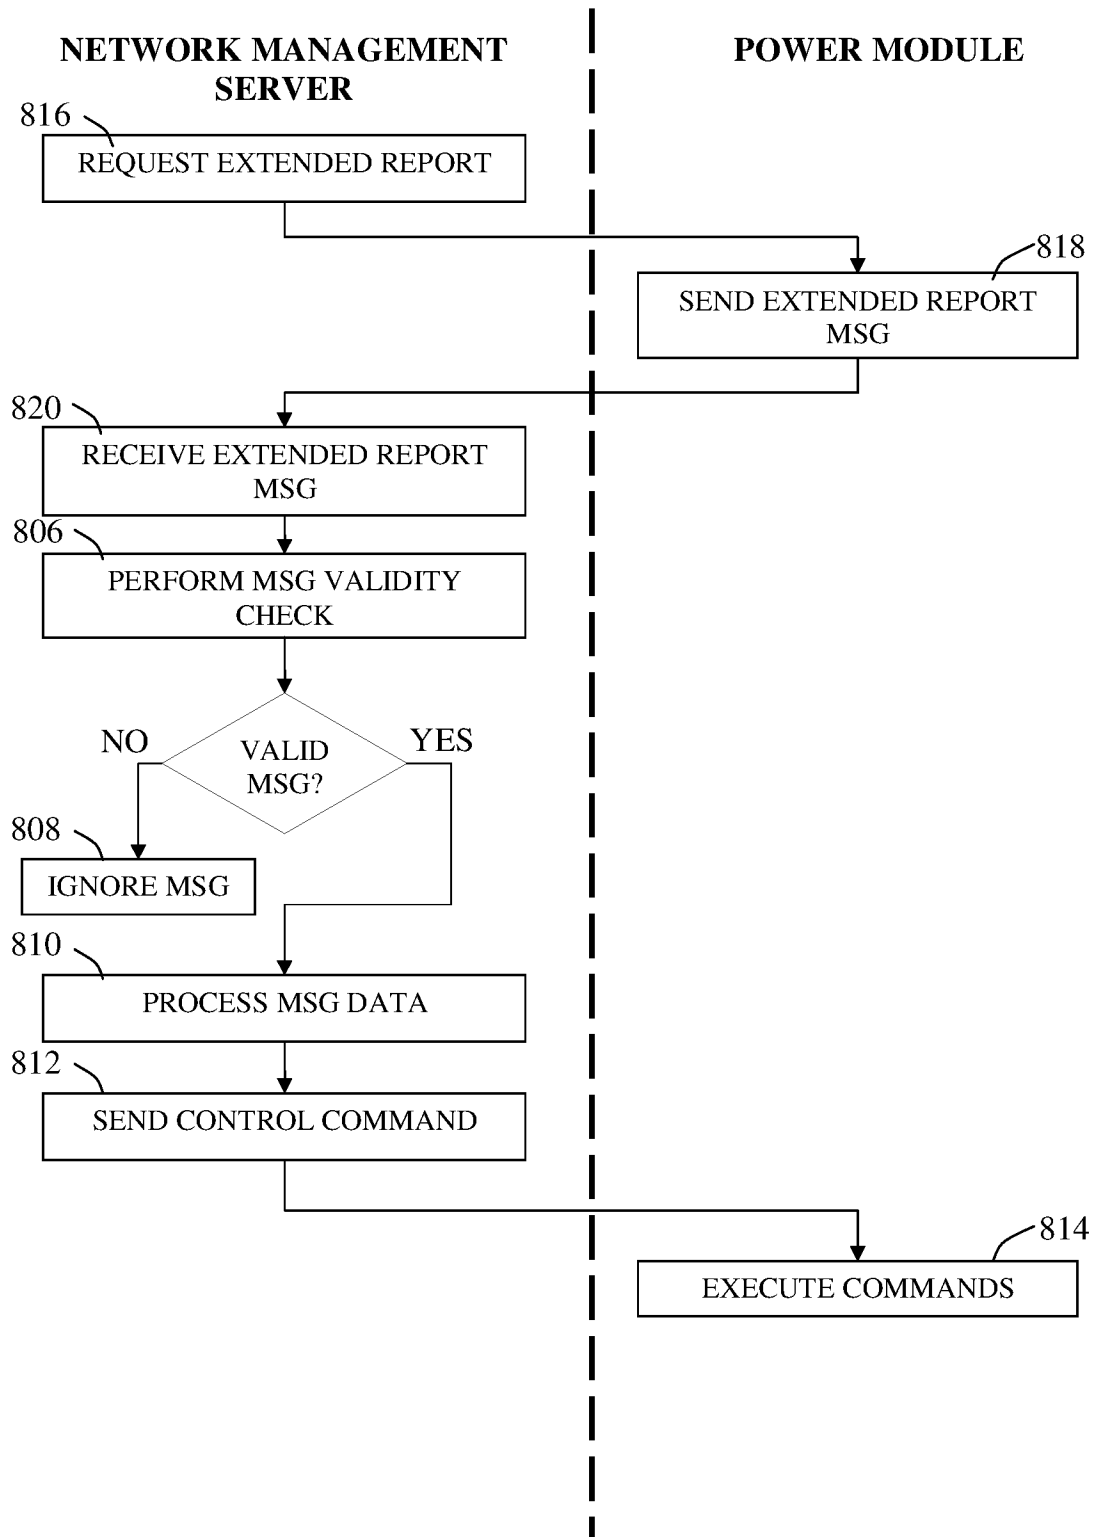 NETWORK MANAGEMENT
SERVER
POWER MODULE
816
REQUEST EXTENDED REPORT
818
SEND EXTENDED REPORT
MSG
820
RECEIVE EXTENDED REPORT
MSG
806
PERFORM MSG VALIDITY
CHECK
NO
YES
VALID
MSG?
808
IGNORE MSG
810
PROCESS MSG DATA
812
SEND CONTROL COMMAND
814
EXECUTE COMMANDS